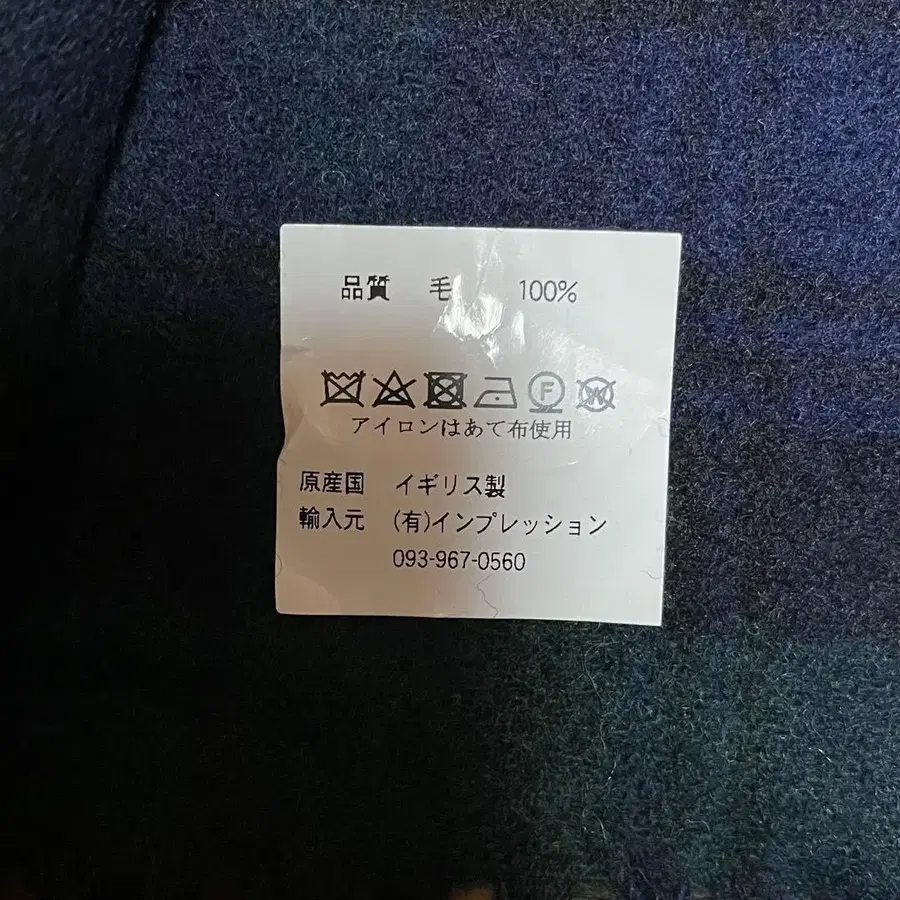 品質 毛 100%
F W
アイロンはあて布使用
原産国 イギリス製
輸入元 (有)インプレッション
093-967-0560